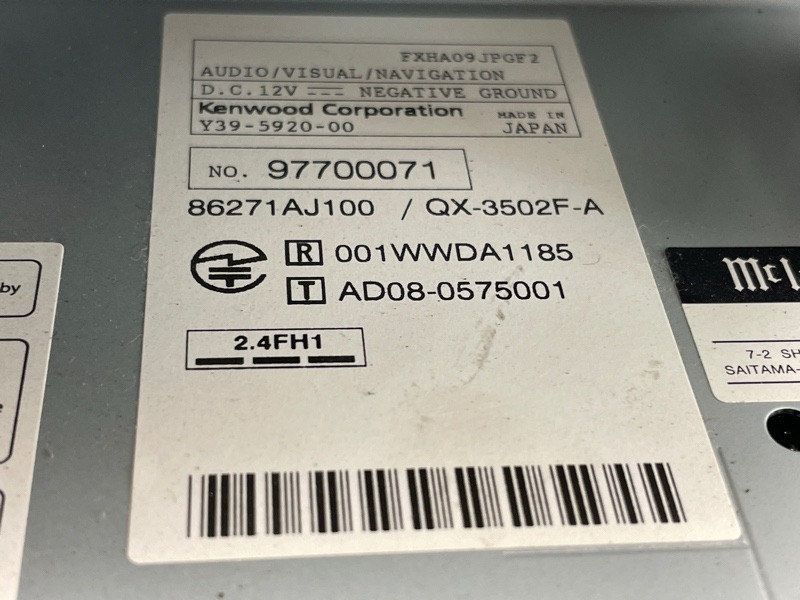 FXHA09JPGF2
AUDIO/VISUAL/NAVIGATION
D.C.12V ⎓ NEGATIVE GROUND
Kenwood Corporation MADE IN
Y39-5920-00 JAPAN
NO. 97700071
86271AJ100 / QX-3502F-A
R 001WWDA1185
T AD08-0575001
2.4FH1
by
7-2
SAITAMA-